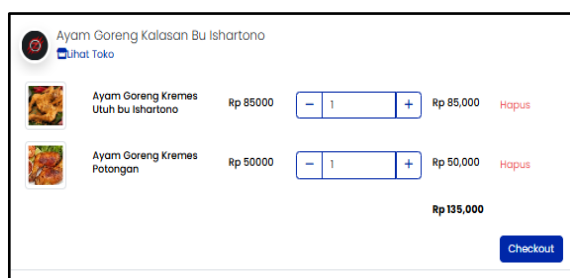 Ayam Goreng Kalasan Bu Ishartono
Lihat Toko
Ayam Goreng Kremes
Utuh bu Ishartono
Rp 85000
− 1 +
Rp 85,000
Hapus
Ayam Goreng Kremes
Potongan
Rp 50000
− 1 +
Rp 50,000
Hapus
Rp 135,000
Checkout